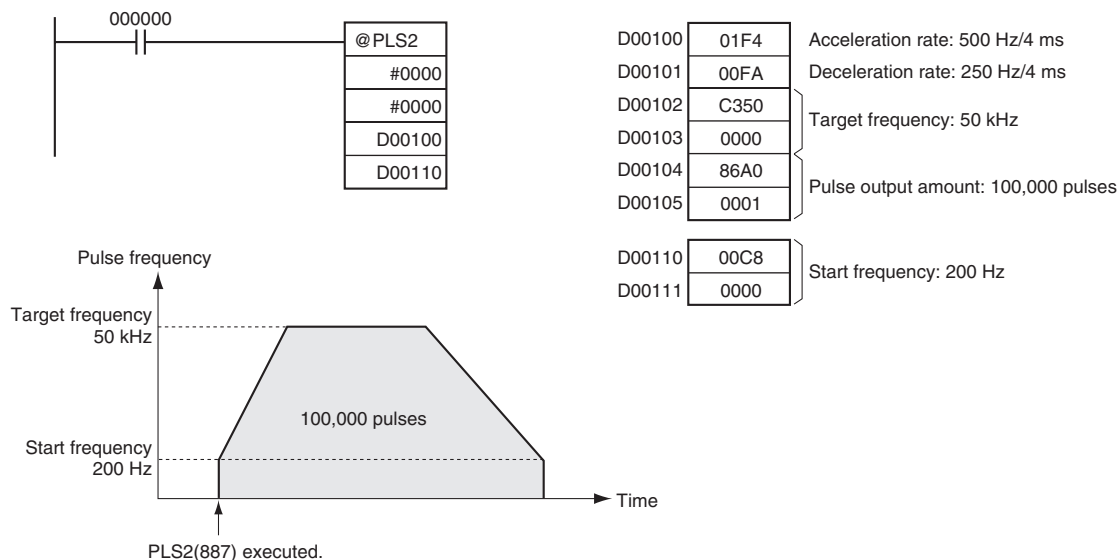 000000
@PLS2
#0000
#0000
D00100
D00110
D00100 01F4 Acceleration rate: 500 Hz/4 ms
D00101 00FA Deceleration rate: 250 Hz/4 ms
D00102 C350
Target frequency: 50 kHz
D00103 0000
D00104 86A0
Pulse output amount: 100,000 pulses
D00105 0001
D00110 00C8
Start frequency: 200 Hz
D00111 0000
Pulse frequency
Target frequency
50 kHz
100,000 pulses
Start frequency
200 Hz
Time
PLS2(887) executed.